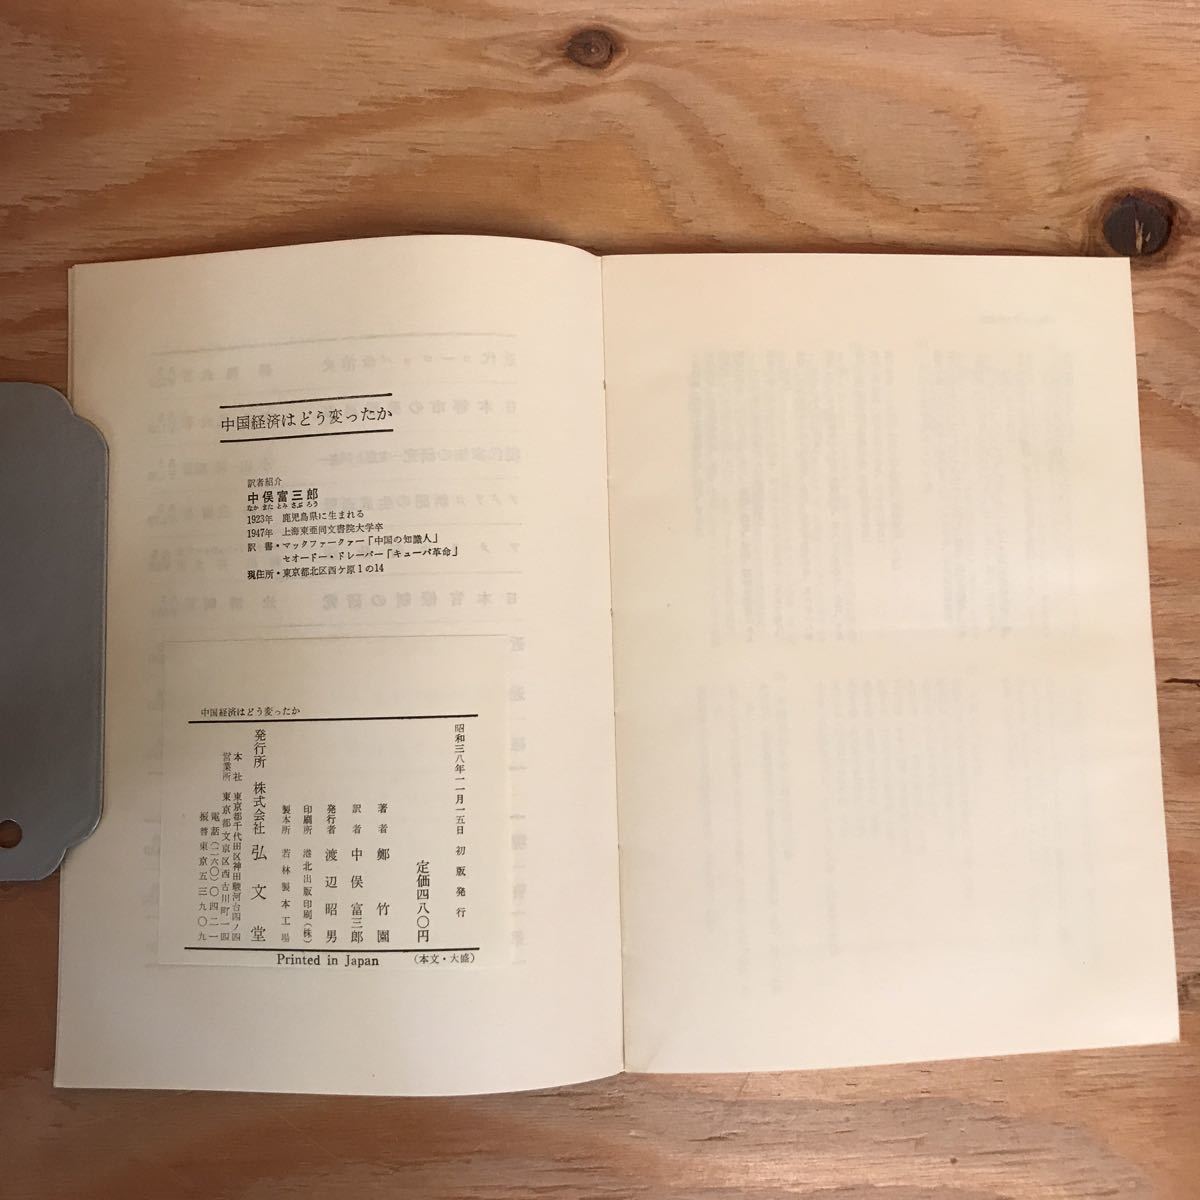 中国経済はどう変ったか
訳者紹介
中俣富三郎
なか また とみ さぶ ろう
1923年　鹿児島県に生まれる
1947年　上海東亜同文書院大学卒
訳　書・マックファークァー「中国の知識人」
セオードー・ドレーパー「キューバ革命」
現住所・東京都北区西ケ原1の14
中国経済はどう変ったか
昭和三八年一一月一五日　初版発行
定価四八〇円
著者　鄭竹園
訳者　中俣富三郎
発行者　渡辺昭男
印刷所　港北出版印刷(株)
製本所　若林製本工場
発行所　株式会社　弘文堂
本社　東京都千代田区神田駿河台四ノ四
営業所　東京都文京区西古川町一四
電話(二六〇)〇四二一
振替東京五三九〇九
Printed in Japan　(本文・大盛)